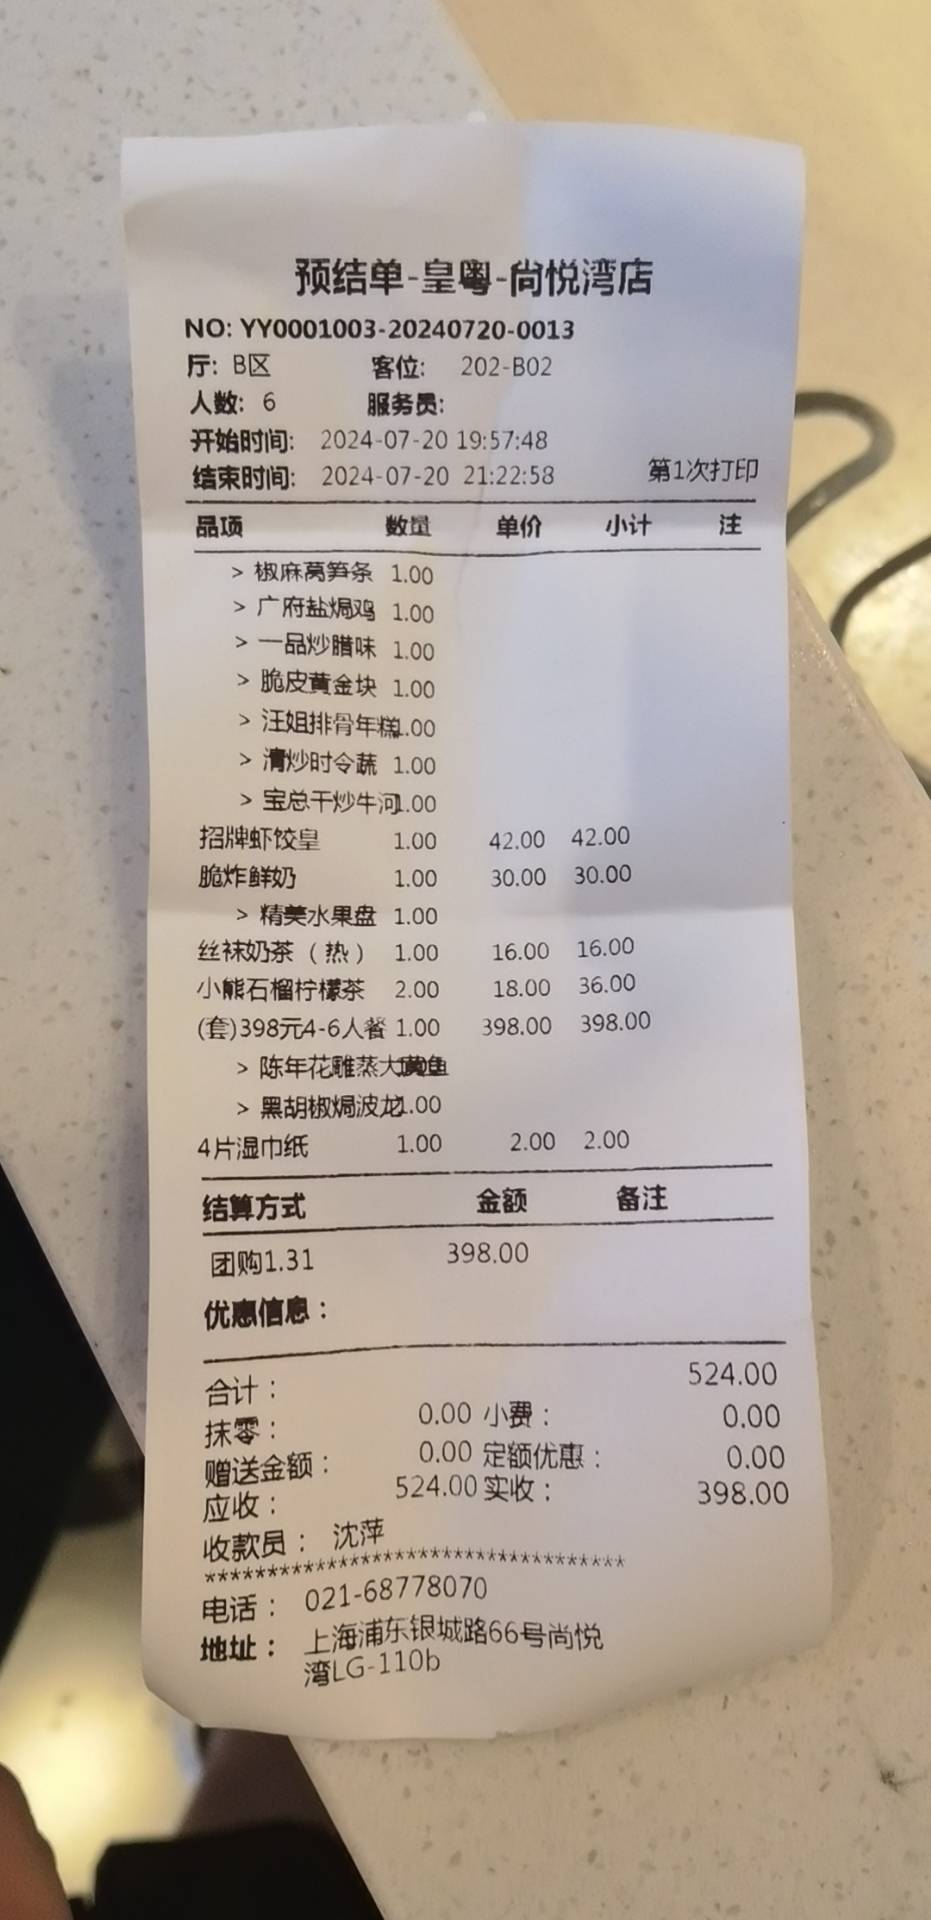 预结单-皇粤-尚悦湾店
NO: YY0001003-20240720-0013
厅: B区 客位: 202-B02
人数: 6 服务员:
开始时间: 2024-07-20 19:57:48
结束时间: 2024-07-20 21:22:58 第1次打印
品项 数量 单价 小计 注
> 椒麻莴笋条 1.00
> 广府盐焗鸡 1.00
> 一品炒腊味 1.00
> 脆皮黄金块 1.00
> 汪姐排骨年糕1.00
> 清炒时令蔬 1.00
> 宝总干炒牛河1.00
招牌虾饺皇 1.00 42.00 42.00
脆炸鲜奶 1.00 30.00 30.00
> 精美水果盘 1.00
丝袜奶茶（热） 1.00 16.00 16.00
小熊石榴柠檬茶 2.00 18.00 36.00
(套)398元4-6人餐 1.00 398.00 398.00
> 陈年花雕蒸大黄鱼
> 黑胡椒焗波龙1.00
4片湿巾纸 1.00 2.00 2.00
结算方式 金额 备注
团购1.31 398.00
优惠信息：
合计： 524.00
抹零： 0.00 小费： 0.00
赠送金额： 0.00 定额优惠： 0.00
应收： 524.00 实收： 398.00
收款员： 沈萍
**********************************
电话： 021-68778070
地址： 上海浦东银城路66号尚悦
湾LG-110b